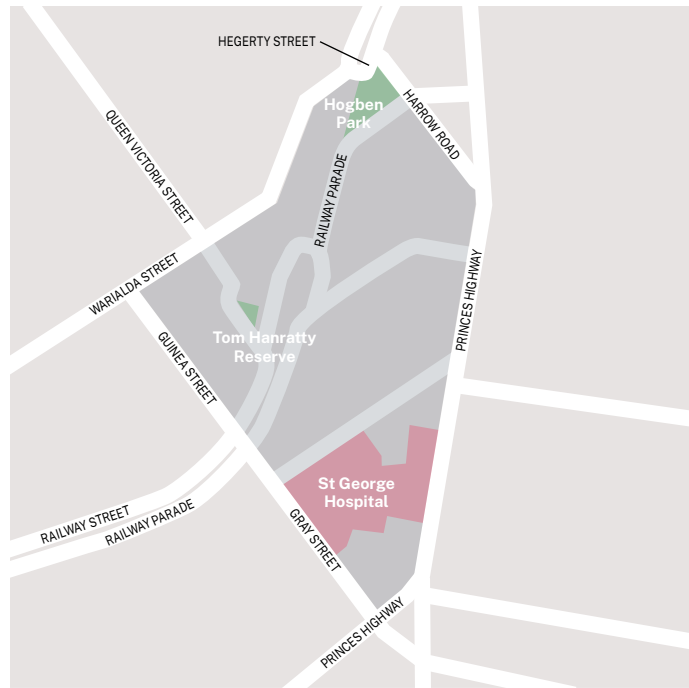 HEGERTY STREET
Hogben
Park
HARROW ROAD
QUEEN VICTORIA STREET
RAILWAY PARADE
WARIALDA STREET
PRINCES HIGHWAY
Tom Hanratty
Reserve
GUINEA STREET
St George
Hospital
RAILWAY STREET
RAILWAY PARADE
GRAY STREET
PRINCES HIGHWAY